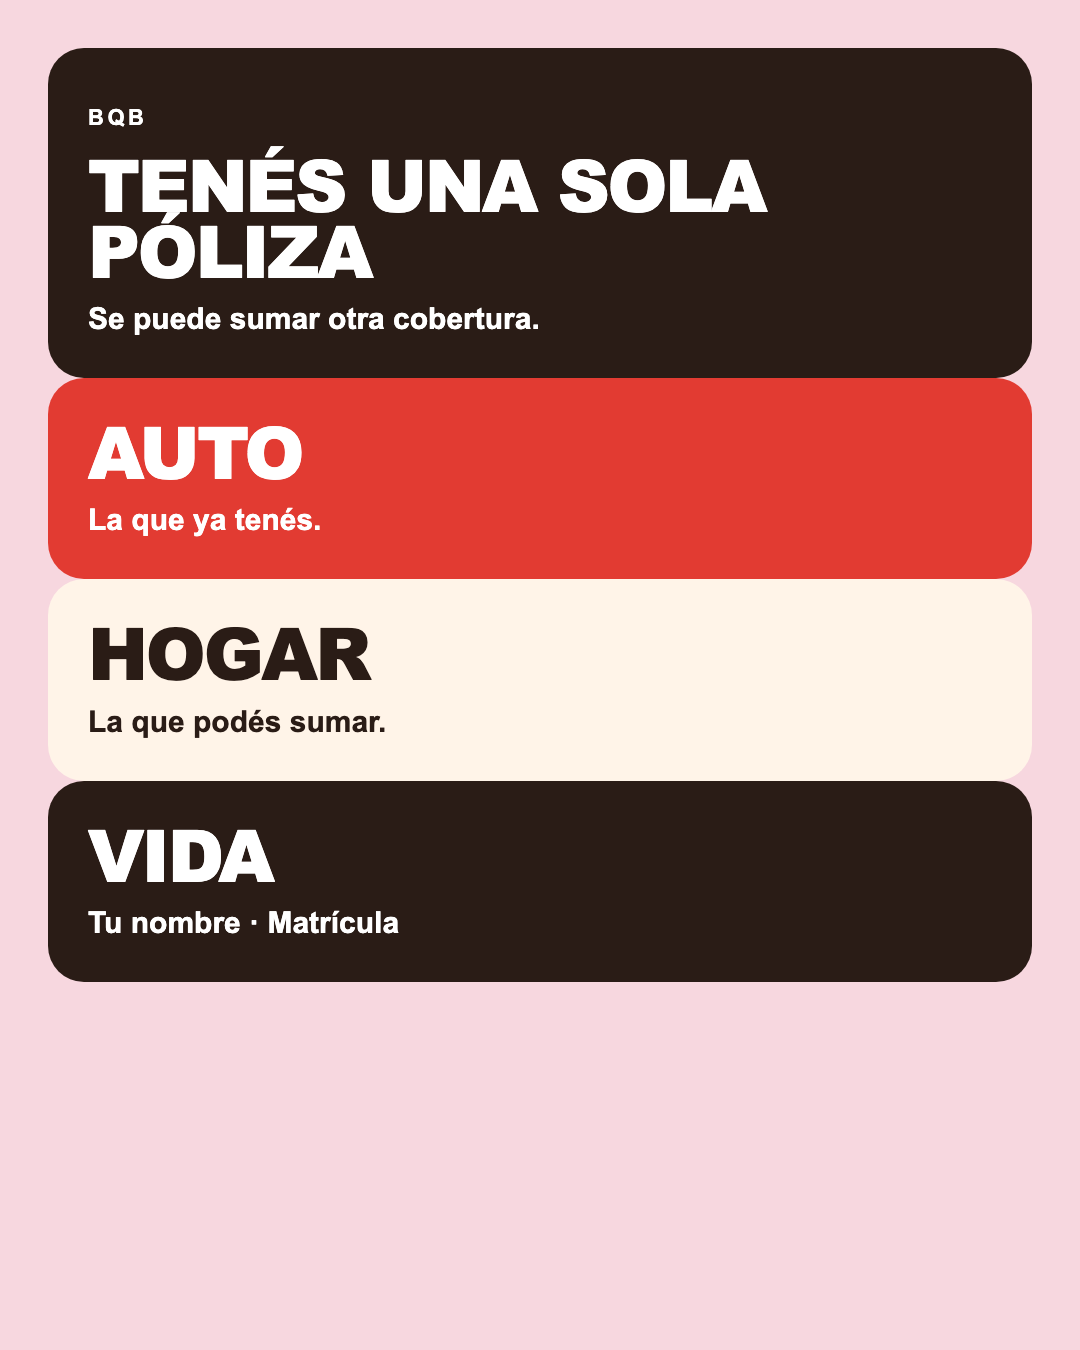 BQB
TENÉS UNA SOLA
PÓLIZA
Se puede sumar otra cobertura.
AUTO
La que ya tenés.
HOGAR
La que podés sumar.
VIDA
Tu nombre · Matrícula